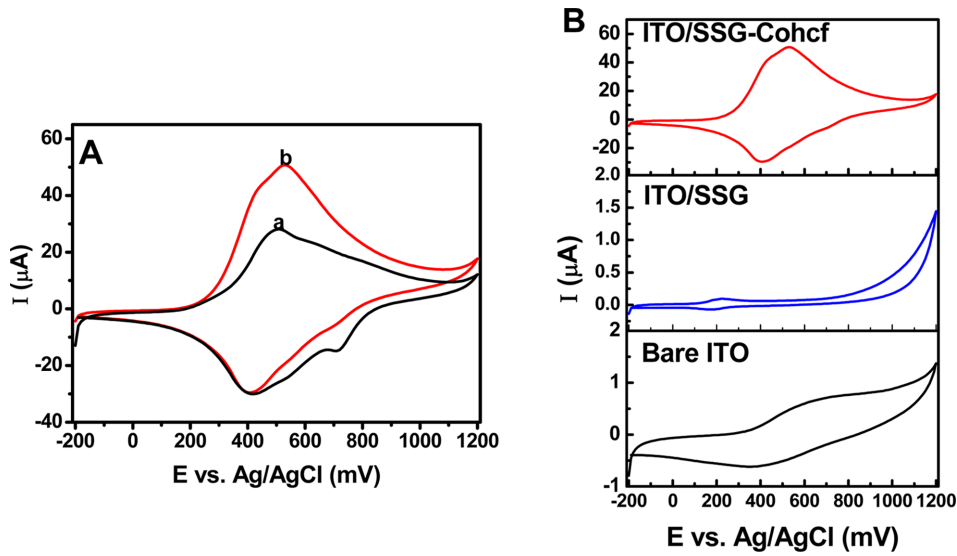 A
b
a
60
40
20
0
-20
-40
-200 0 200 400 600 800 1000 1200
I (μA)
E vs. Ag/AgCl (mV)
B
ITO/SSG-Cohcf
60
40
20
0
-20
ITO/SSG
2.0
1.5
1.0
0.5
0.0
Bare ITO
2
1
0
-1
-200 0 200 400 600 800 1000 1200
I (μA)
E vs. Ag/AgCl (mV)